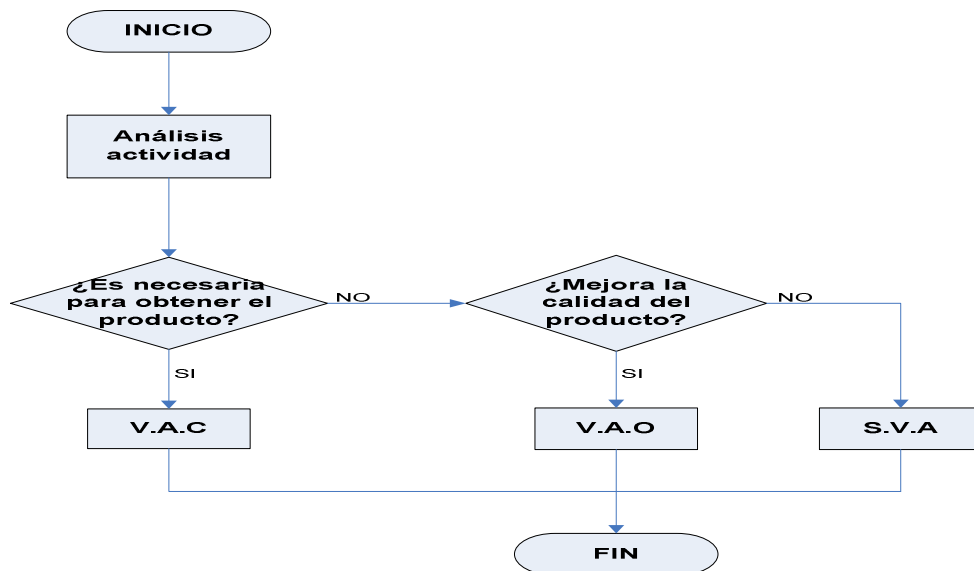 INICIO
Análisis
actividad
¿Es necesaria
para obtener el
producto?
NO
¿Mejora la
calidad del
producto?
NO
SI
SI
V.A.C
V.A.O
S.V.A
FIN